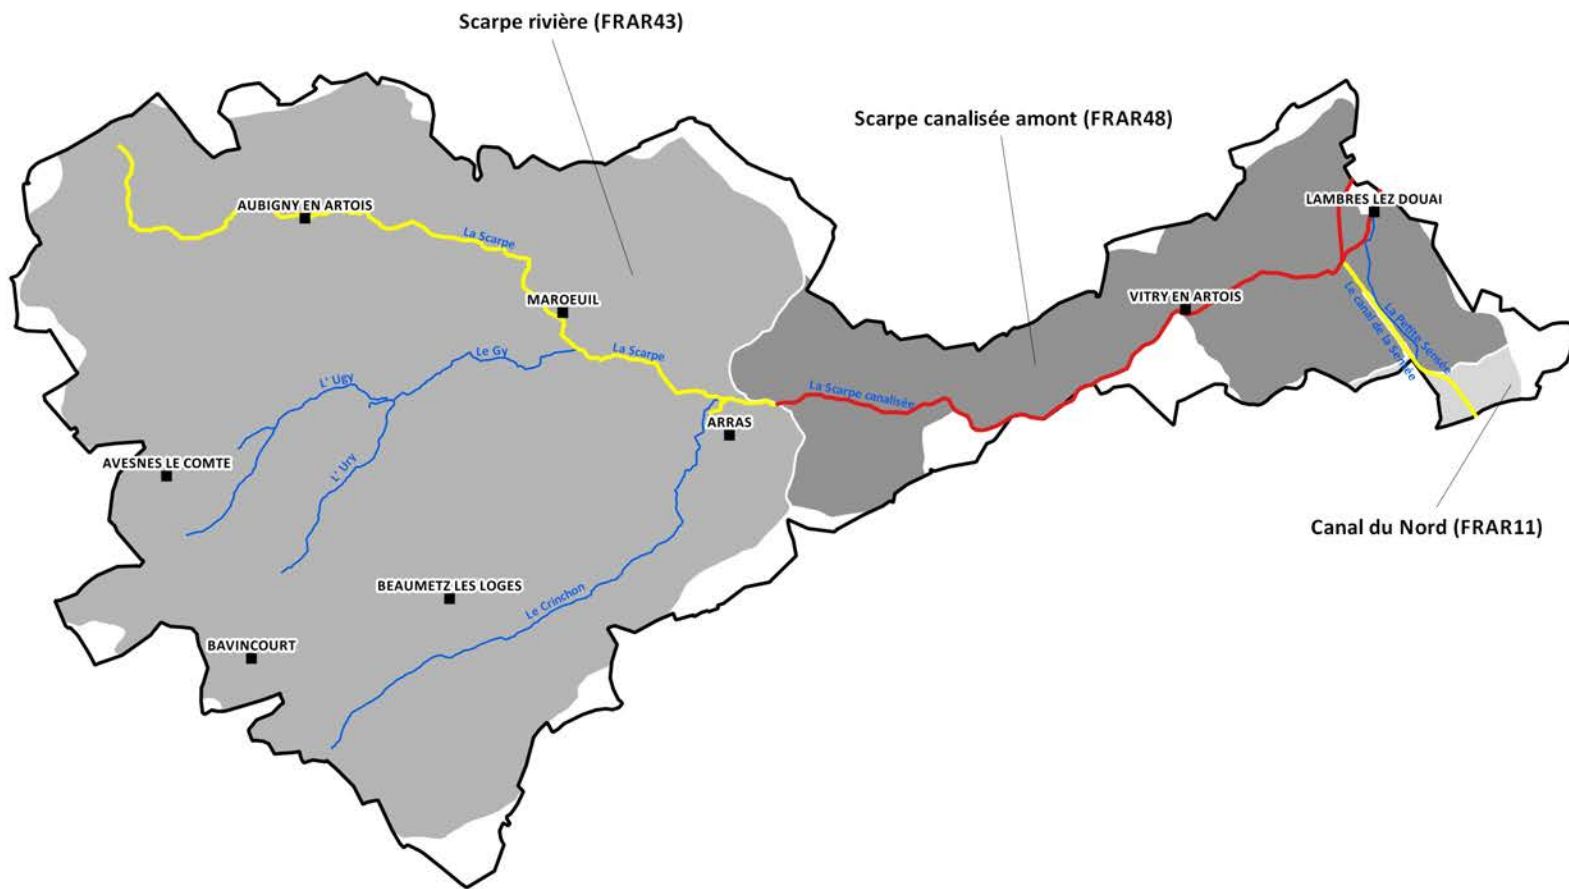 Scarpe rivière (FRAR43)
Scarpe canalisée amont (FRAR48)
LAMBRES LEZ DOUAI
AUBIGNY EN ARTOIS
La Scarpe
MAROEUIL
VITRY EN ARTOIS
La Petite Sensée
Le canal de la Sensée
La Scarpe
Le Gy
L' Ugy
La Scarpe canalisée
ARRAS
AVESNES LE COMTE
L' Ury
Canal du Nord (FRAR11)
BEAUMETZ LES LOGES
Le Crinchon
BAVINCOURT